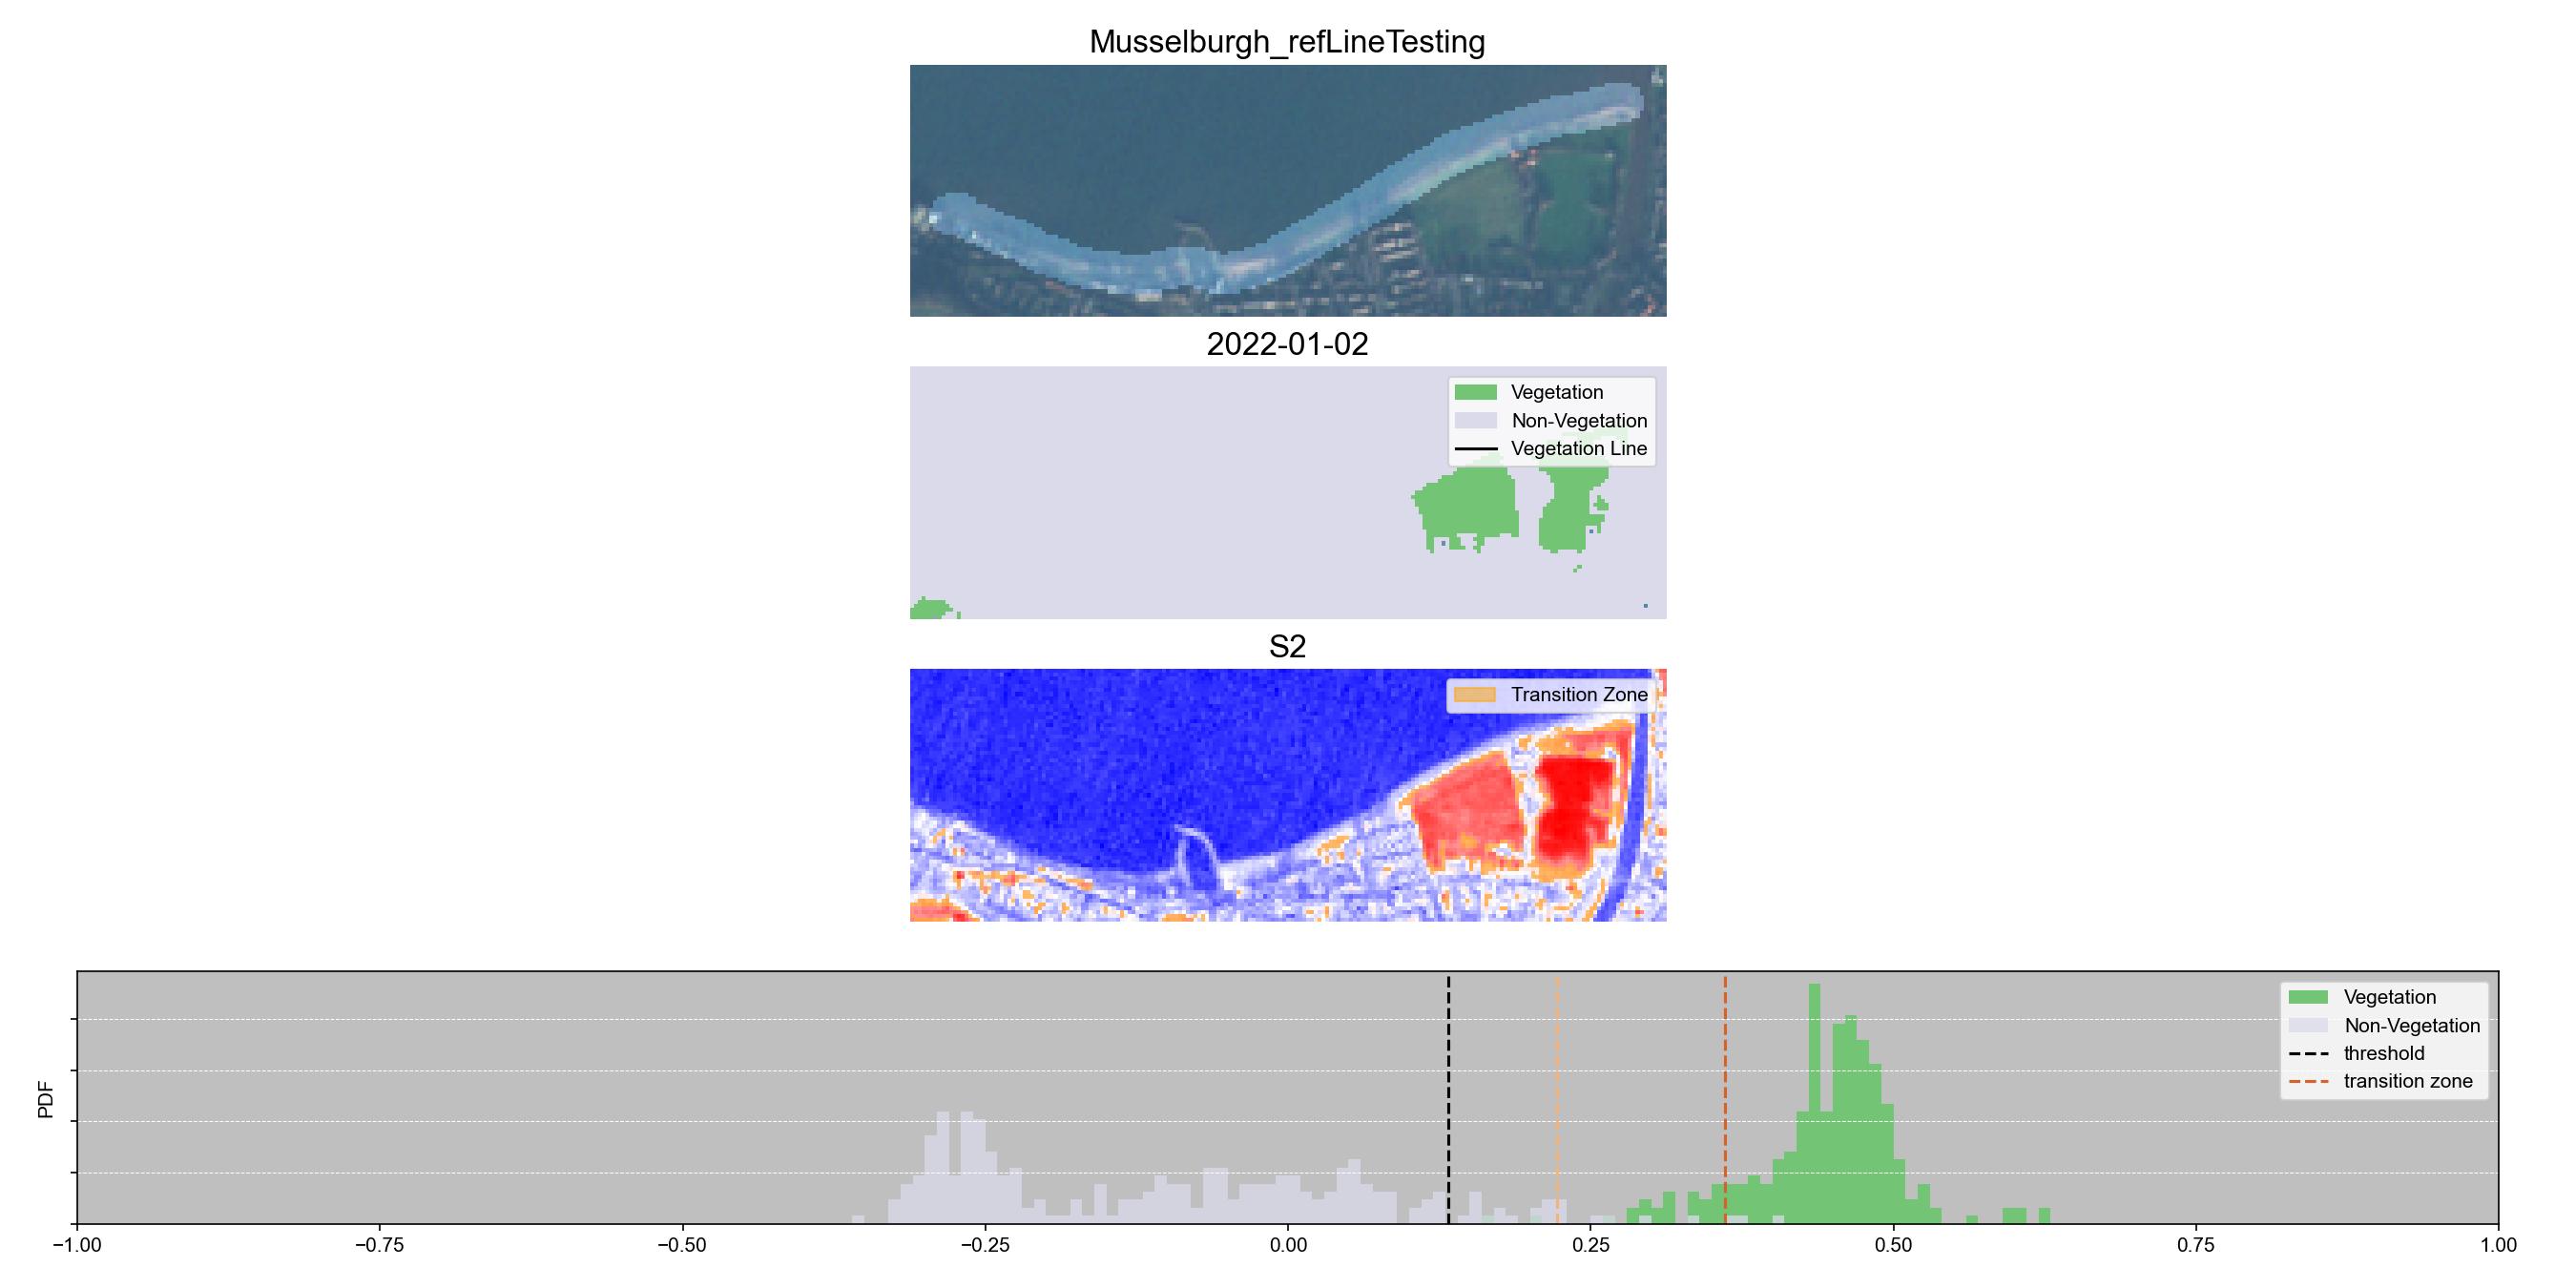 Musselburgh_refLineTesting
2022-01-02
Vegetation
Non-Vegetation
Vegetation Line
S2
Transition Zone
PDF
Vegetation
Non-Vegetation
threshold
transition zone
−1.00 −0.75 −0.50 −0.25 0.00 0.25 0.50 0.75 1.00